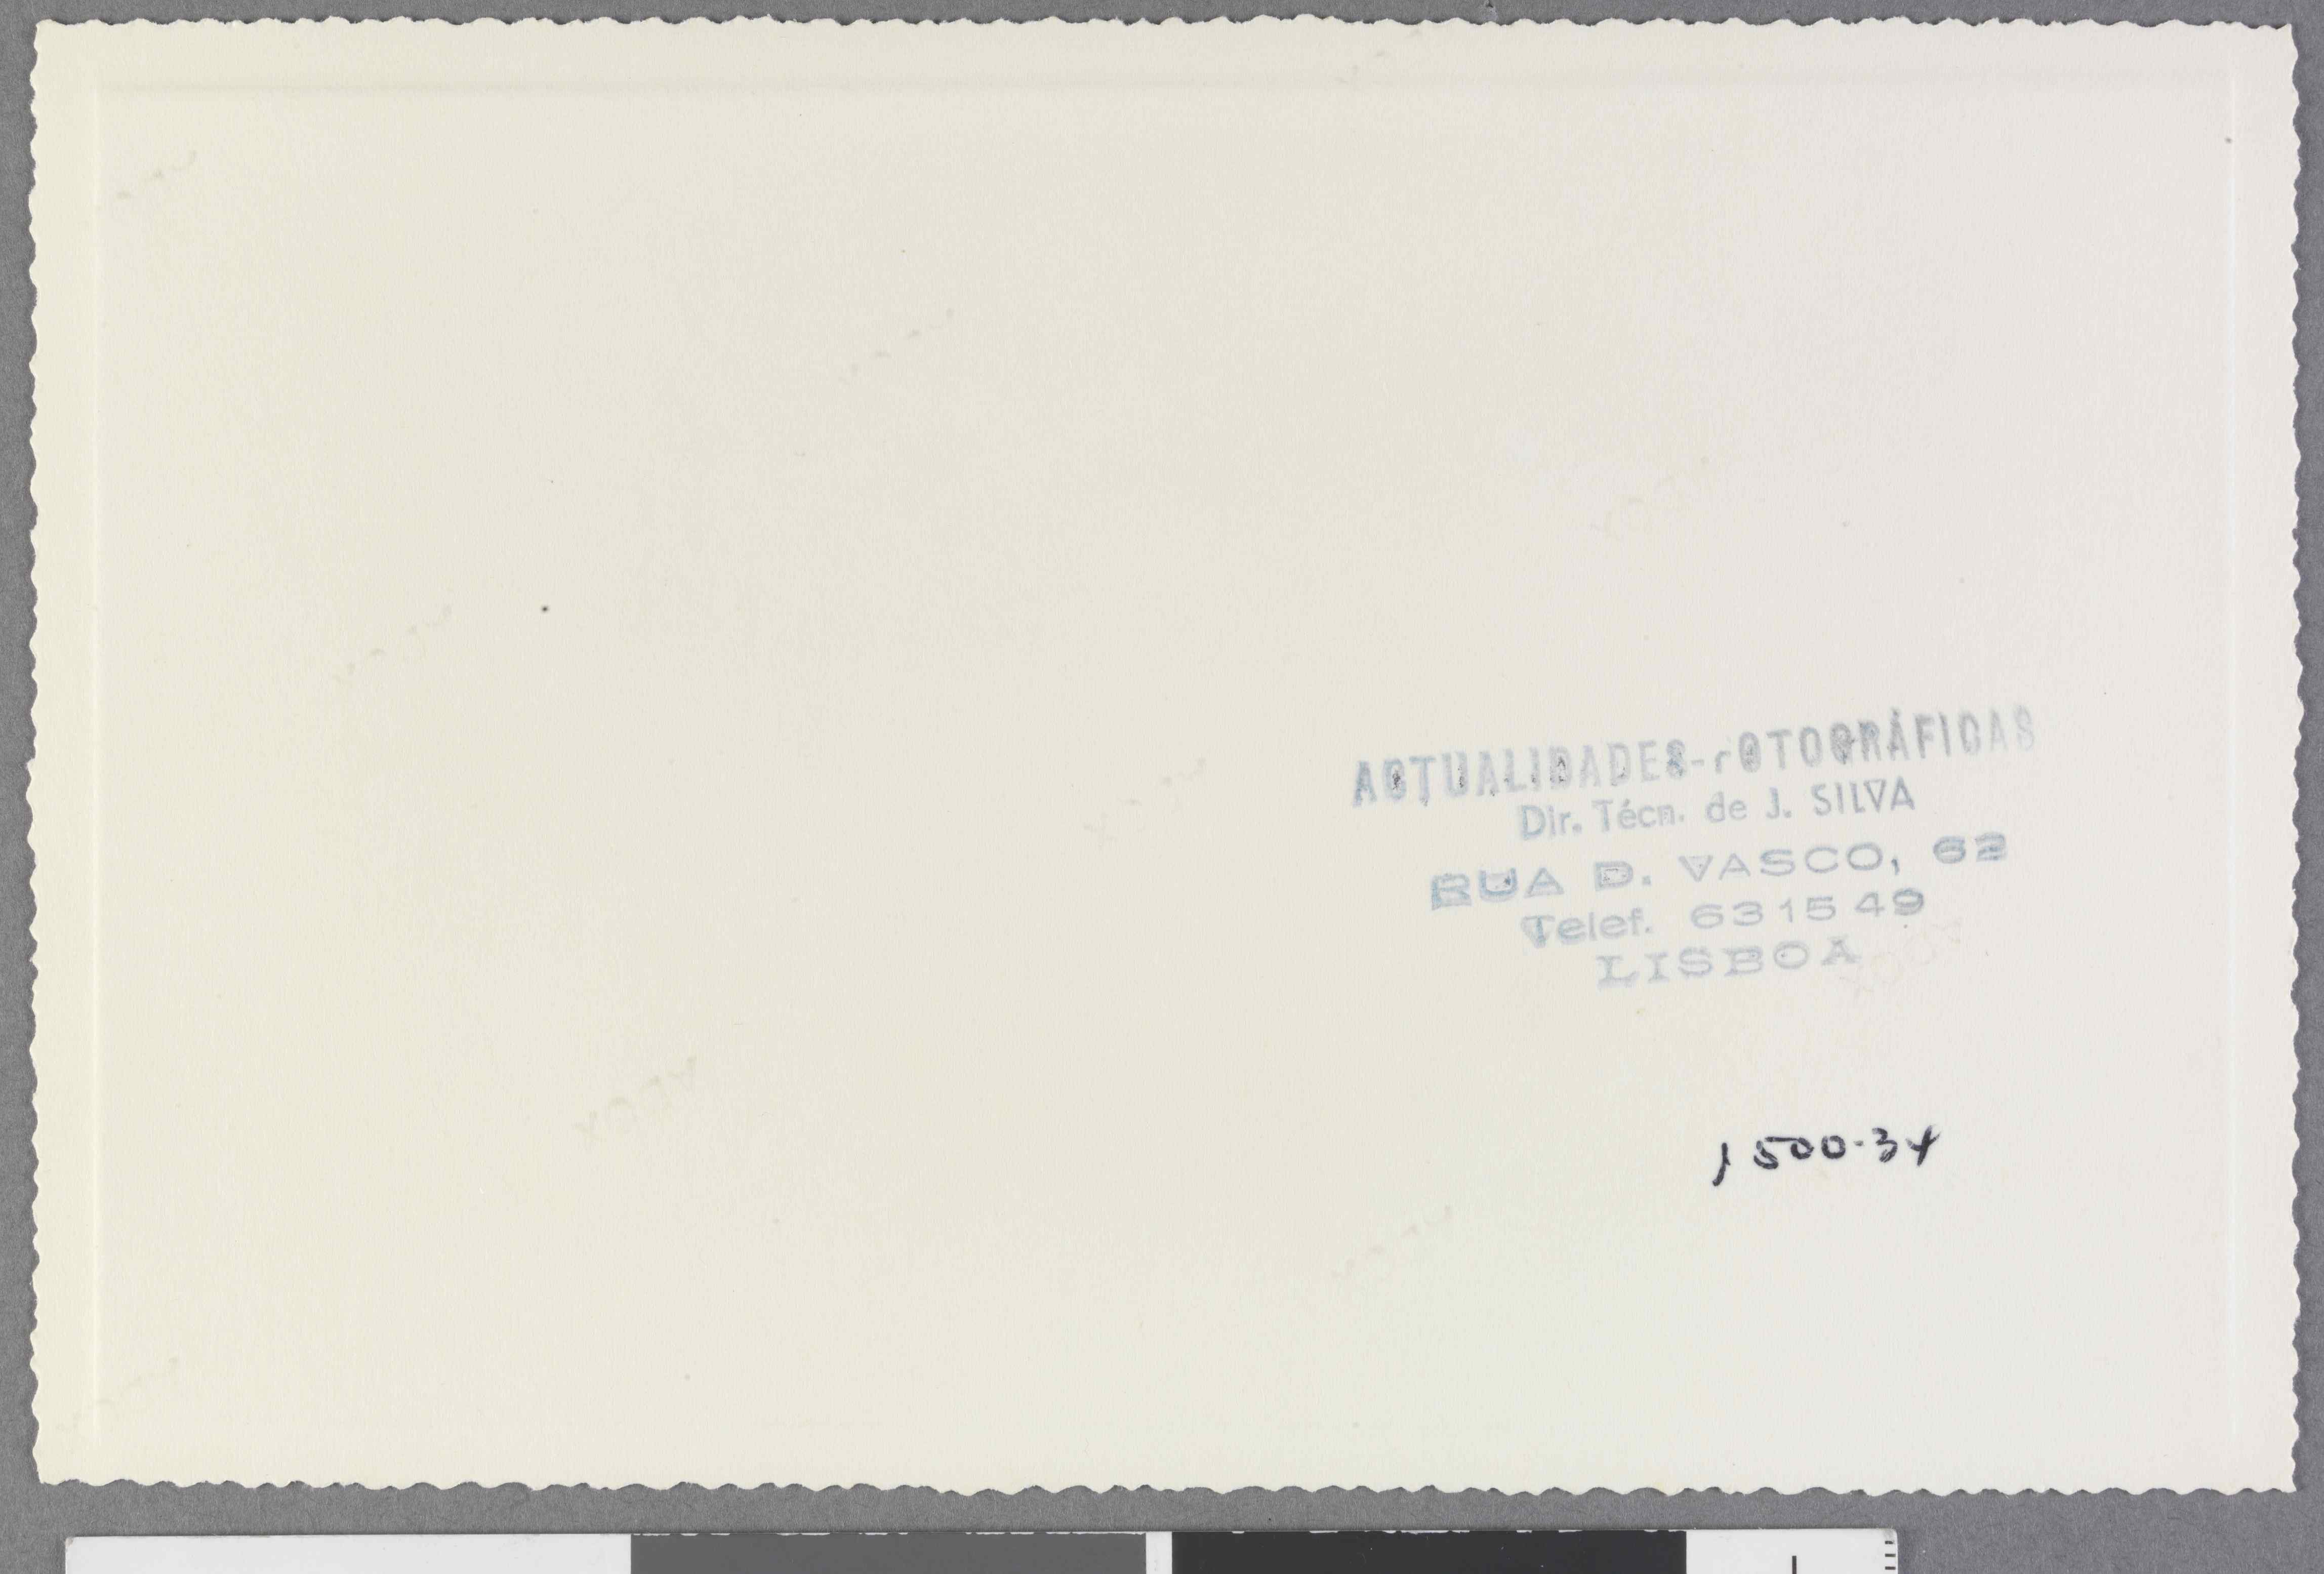 ACTUALIDADES-FOTOGRÁFICAS
Dir. Técn. de J. SILVA
RUA D. VASCO, 62
Telef. 631549
LISBOA
1500-34